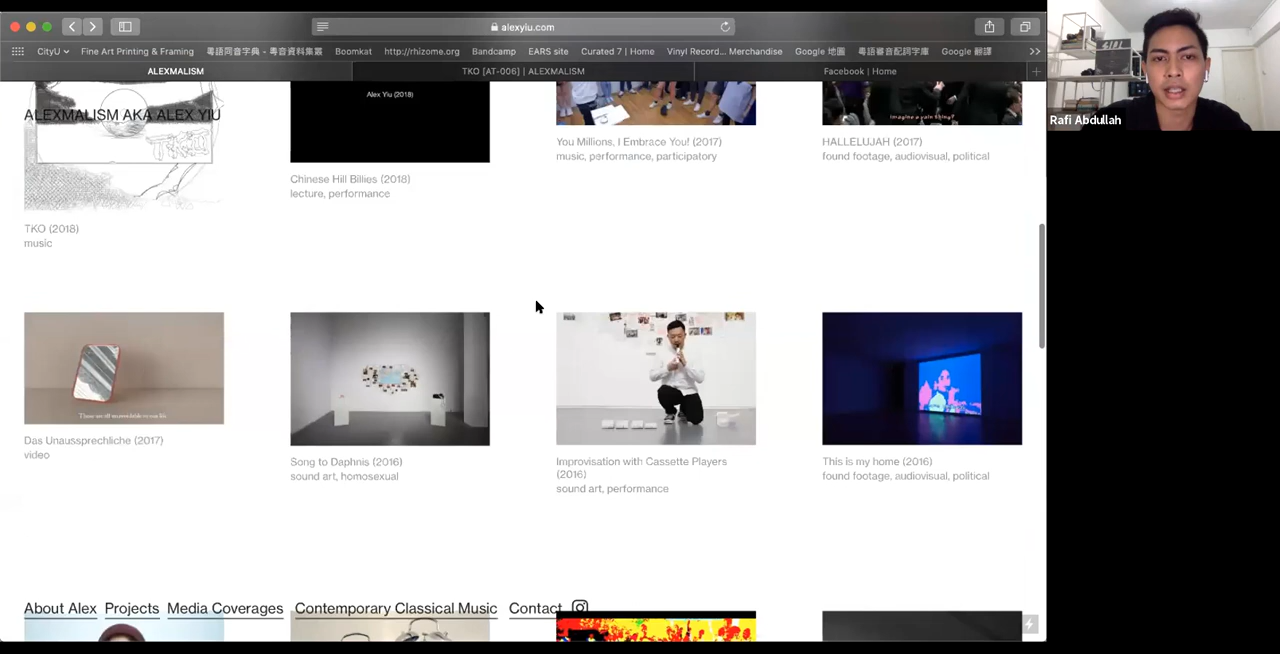 alexyiu.com
CityU
Fine Art Printing & Framing
粵語同音字典 - 粵音資料集叢
Boomkat
http://rhizome.org
Bandcamp
EARS site
Curated 7 | Home
Vinyl Record... Merchandise
Google 地圖
粵語審音配詞字庫
Google 翻譯
ALEXMALISM
TKO [AT-006] | ALEXMALISM
Facebook | Home
Rafi Abdullah
ALEXMALISM AKA ALEX YIU
Alex Yiu (2018)
Imagine a vain thing?
TKO (2018)
music
Chinese Hill Billies (2018)
lecture, performance
You Millions, I Embrace You! (2017)
music, performance, participatory
HALLELUJAH (2017)
found footage, audiovisual, political
Das Unaussprechliche (2017)
video
Song to Daphnis (2016)
sound art, homosexual
Improvisation with Cassette Players
(2016)
sound art, performance
This is my home (2016)
found footage, audiovisual, political
About Alex
Projects
Media Coverages
Contemporary Classical Music
Contact